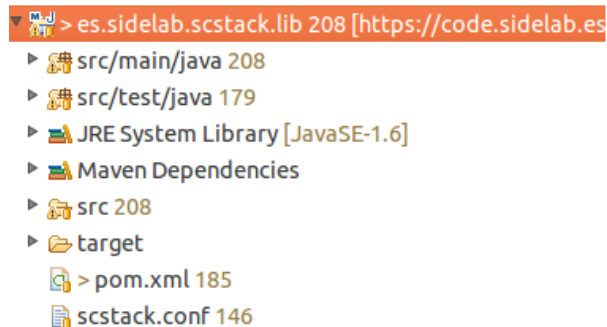 > es.sidelab.scstack.lib 208 [https://code.sidelab.es
src/main/java 208
src/test/java 179
JRE System Library [JavaSE-1.6]
Maven Dependencies
src 208
target
> pom.xml 185
scstack.conf 146